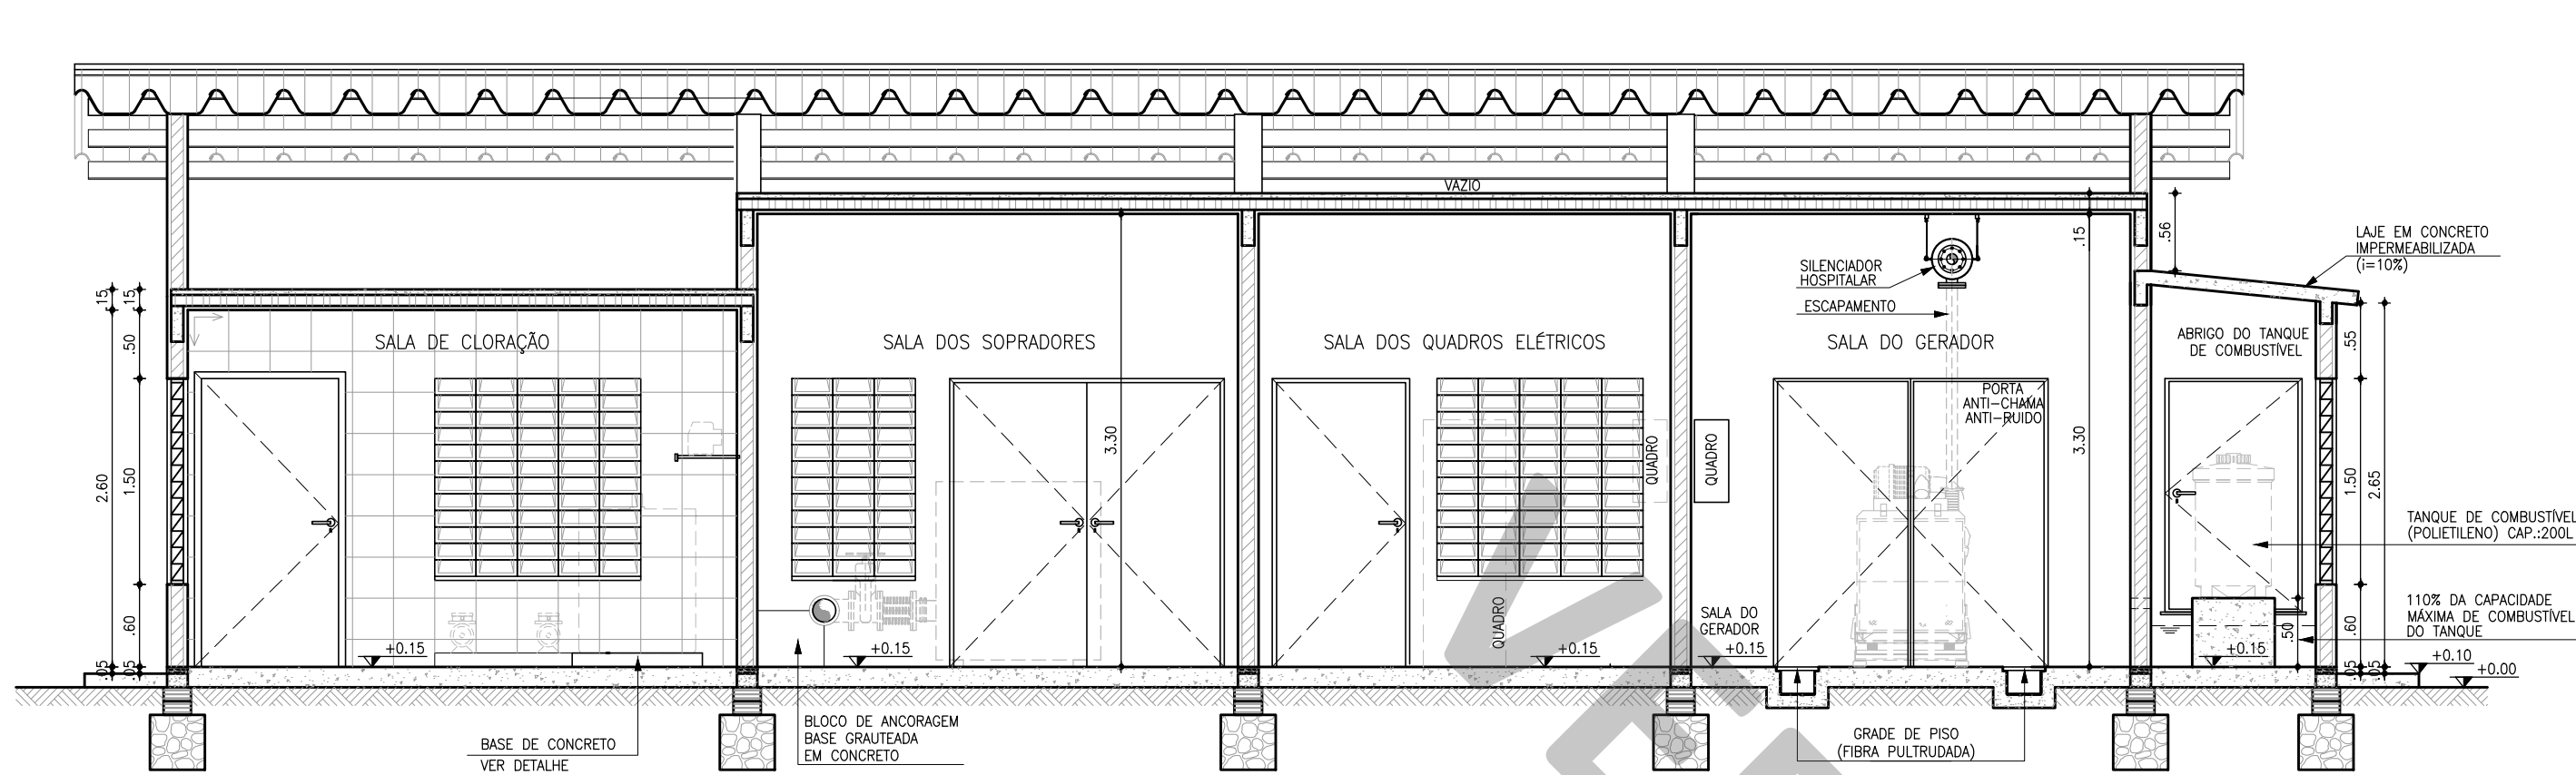 VAZIO
LAJE EM CONCRETO
IMPERMEABILIZADA
(i=10%)
.56
.15
SILENCIADOR
HOSPITALAR
ESCAPAMENTO
.15
.15
SALA DE CLORAÇÃO
SALA DOS SOPRADORES
SALA DOS QUADROS ELÉTRICOS
SALA DO GERADOR
ABRIGO DO TANQUE
DE COMBUSTÍVEL
.50
.55
PORTA
ANTI-CHAMA
ANTI-RUIDO
3.30
3.30
QUADRO
QUADRO
2.60
1.50
1.50
2.65
TANQUE DE COMBUSTÍVEL
(POLIETILENO) CAP.:200L
110% DA CAPACIDADE
MÁXIMA DE COMBUSTÍVEL
DO TANQUE
.60
QUADRO
SALA DO
GERADOR
.50
.60
+0.15
+0.15
+0.15
+0.15
+0.15
+0.10
+0.00
.05
.05
.05
.05
BLOCO DE ANCORAGEM
BASE GRAUTEADA
EM CONCRETO
BASE DE CONCRETO
VER DETALHE
GRADE DE PISO
(FIBRA PULTRUDADA)